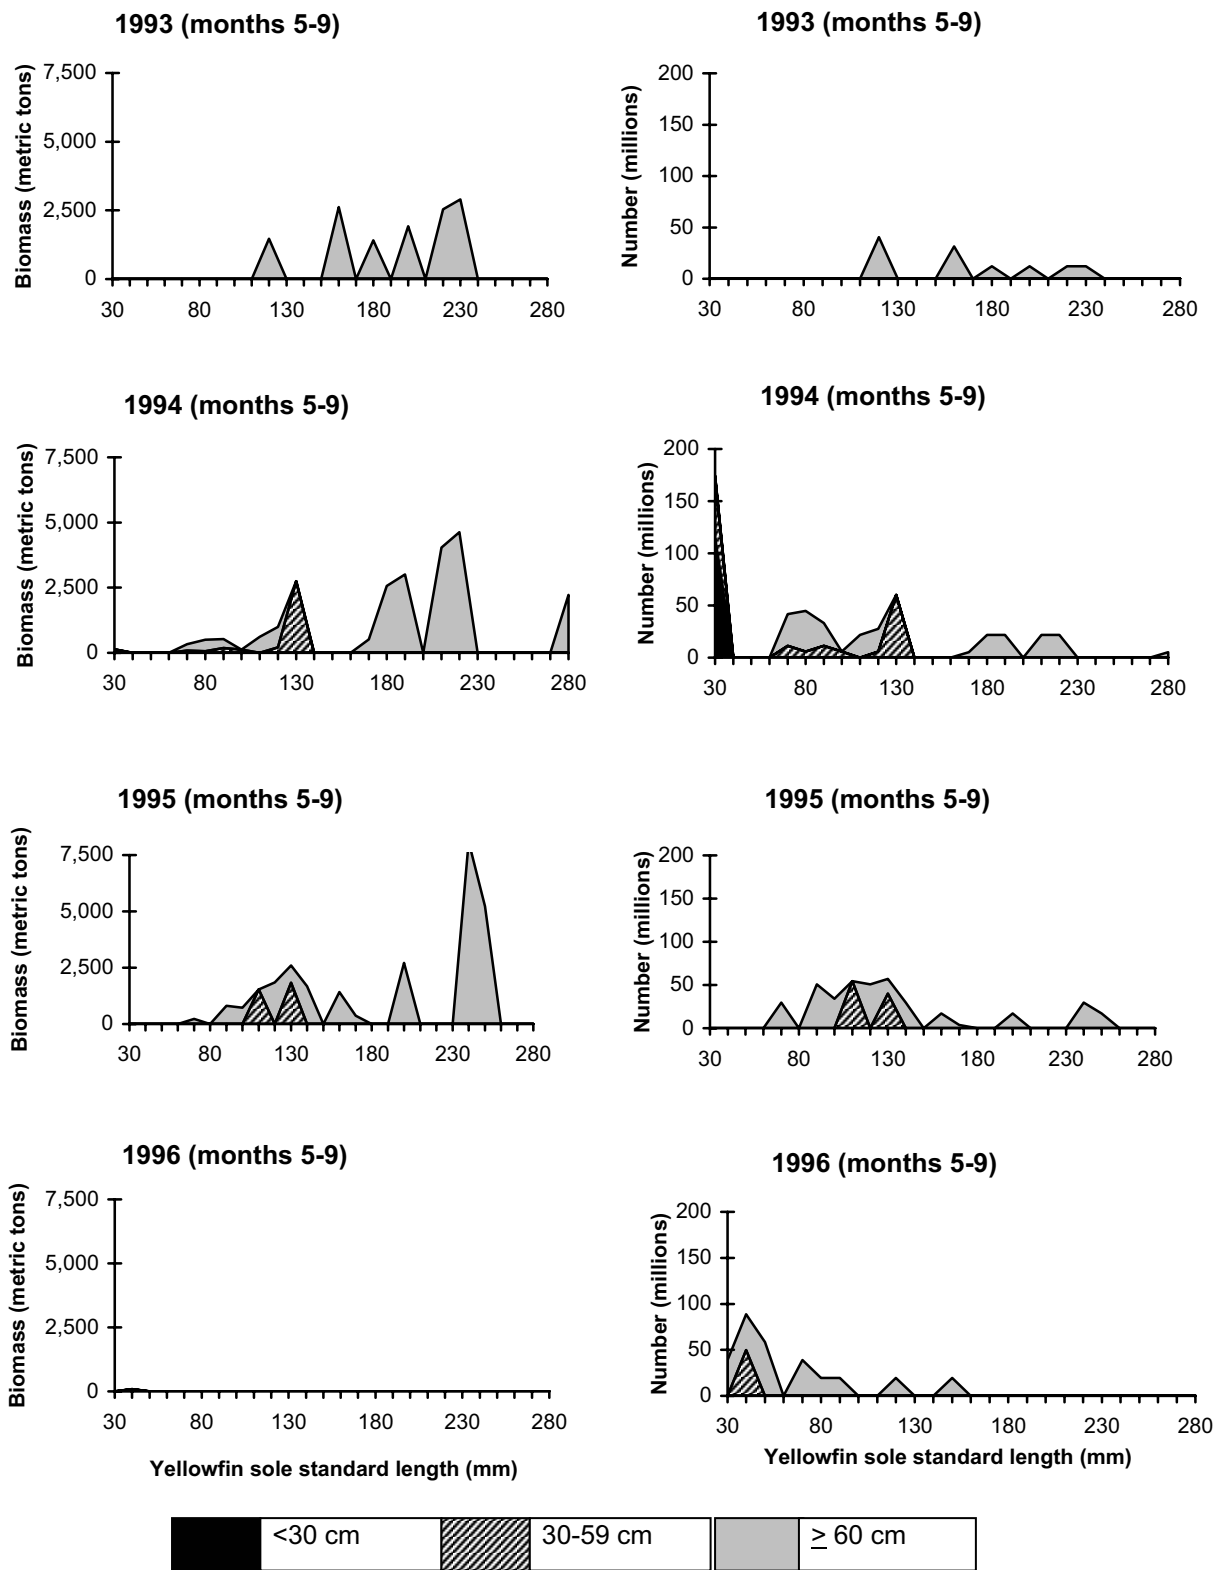 1993 (months 5-9)
Biomass (metric tons)
7,500
5,000
2,500
0
30 80 130 180 230 280
1993 (months 5-9)
Number (millions)
200
150
100
50
0
30 80 130 180 230 280
1994 (months 5-9)
Biomass (metric tons)
7,500
5,000
2,500
0
30 80 130 180 230 280
1994 (months 5-9)
Number (millions)
200
150
100
50
0
30 80 130 180 230 280
1995 (months 5-9)
Biomass (metric tons)
7,500
5,000
2,500
0
30 80 130 180 230 280
1995 (months 5-9)
Number (millions)
200
150
100
50
0
30 80 130 180 230 280
1996 (months 5-9)
Biomass (metric tons)
7,500
5,000
2,500
0
30 80 130 180 230 280
Yellowfin sole standard length (mm)
1996 (months 5-9)
Number (millions)
200
150
100
50
0
30 80 130 180 230 280
Yellowfin sole standard length (mm)
<30 cm 30-59 cm ≥ 60 cm